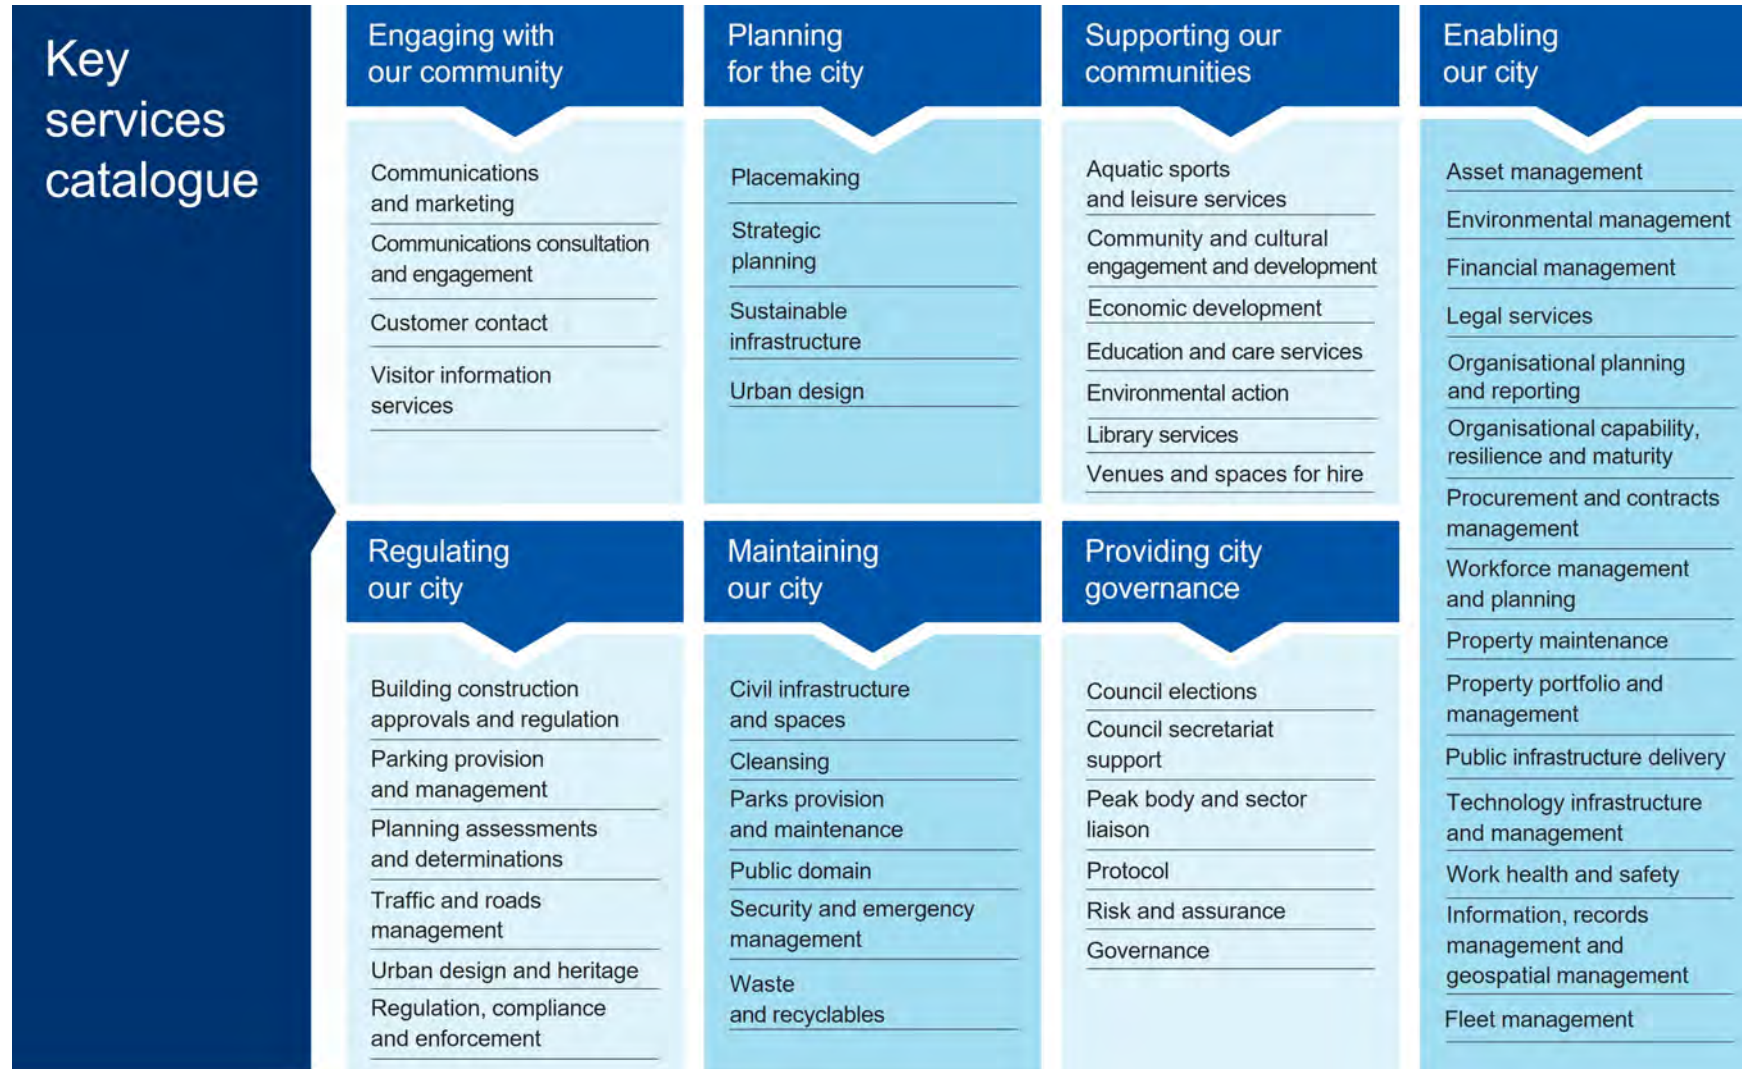 Key
services
catalogue
Engaging with
our community
Communications
and marketing
Communications consultation
and engagement
Customer contact
Visitor information
services
Planning
for the city
Placemaking
Strategic
planning
Sustainable
infrastructure
Urban design
Supporting our
communities
Aquatic sports
and leisure services
Community and cultural
engagement and development
Economic development
Education and care services
Environmental action
Library services
Venues and spaces for hire
Enabling
our city
Asset management
Environmental management
Financial management
Legal services
Organisational planning
and reporting
Organisational capability,
resilience and maturity
Procurement and contracts
management
Workforce management
and planning
Property maintenance
Property portfolio and
management
Public infrastructure delivery
Technology infrastructure
and management
Work health and safety
Information, records
management and
geospatial management
Fleet management
Regulating
our city
Building construction
approvals and regulation
Parking provision
and management
Planning assessments
and determinations
Traffic and roads
management
Urban design and heritage
Regulation, compliance
and enforcement
Maintaining
our city
Civil infrastructure
and spaces
Cleansing
Parks provision
and maintenance
Public domain
Security and emergency
management
Waste
and recyclables
Providing city
governance
Council elections
Council secretariat
support
Peak body and sector
liaison
Protocol
Risk and assurance
Governance